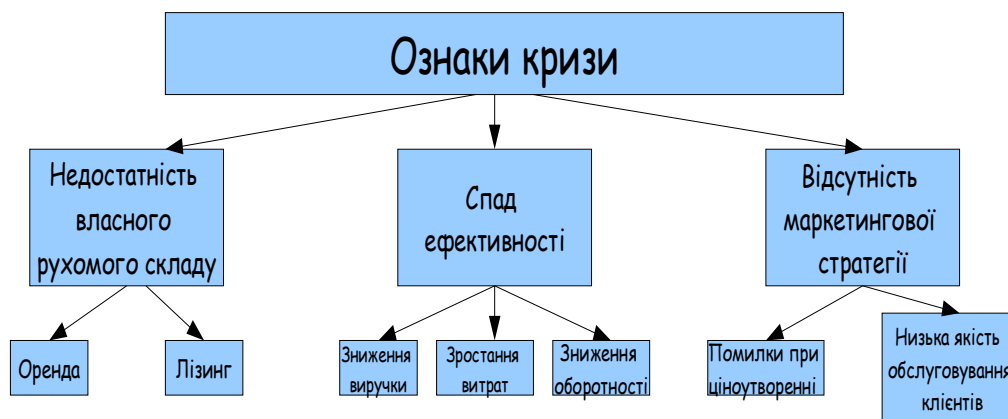 Ознаки кризи
Недостатність
власного
рухомого складу
Спад
ефективності
Відсутність
маркетингової
стратегії
Оренда
Лізинг
Зниження
виручки
Зростання
витрат
Зниження
оборотності
Помилки при
ціноутворенні
Низька якість
обслуговування
клієнтів